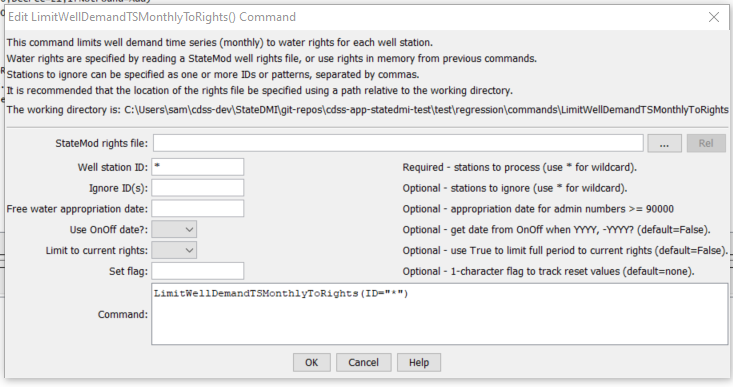 Edit LimitWellDemandTSMonthlyToRights() Command
This command limits well demand time series (monthly) to water rights for each well station.
Water rights are specified by reading a StateMod well rights file, or use rights in memory from previous commands.
Stations to ignore can be specified as one or more IDs or patterns, separated by commas.
It is recommended that the location of the rights file be specified using a path relative to the working directory.
The working directory is: C:\Users\sam\cdss-dev\StateDMI\git-repos\cdss-app-statedmi-test\test\regression\commands\LimitWellDemandTSMonthlyToRights
StateMod rights file: ... Rel
Well station ID: * Required - stations to process (use * for wildcard).
Ignore ID(s): Optional - stations to ignore (use * for wildcard).
Free water appropriation date: Optional - appropriation date for admin numbers >= 90000
Use OnOff date?: Optional - get date from OnOff when YYYY, -YYYY? (default=False).
Limit to current rights: Optional - use True to limit full period to current rights (default=False).
Set flag: Optional - 1-character flag to track reset values (default=none).
Command: LimitWellDemandTSMonthlyToRights(ID="*")
OK Cancel Help